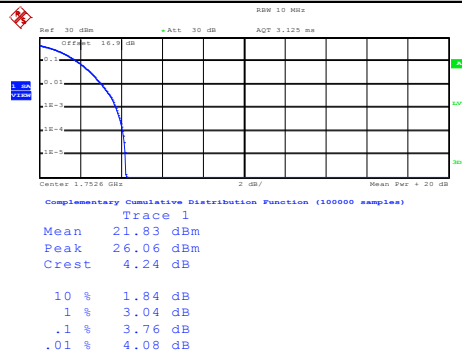 RBW 10 MHz
Ref 30 dBm Att 30 dB AQT 3.125 ms
Offset 16.9 dB
0.1
A
0.01
1 SA
VIEW
1E-3
LVL
1E-4
1E-5
3DB
Center 1.7526 GHz 2 dB/ Mean Pwr + 20 dB
Complementary Cumulative Distribution Function (100000 samples)
Trace 1
Mean 21.83 dBm
Peak 26.06 dBm
Crest 4.24 dB
10 % 1.84 dB
1 % 3.04 dB
.1 % 3.76 dB
.01 % 4.08 dB